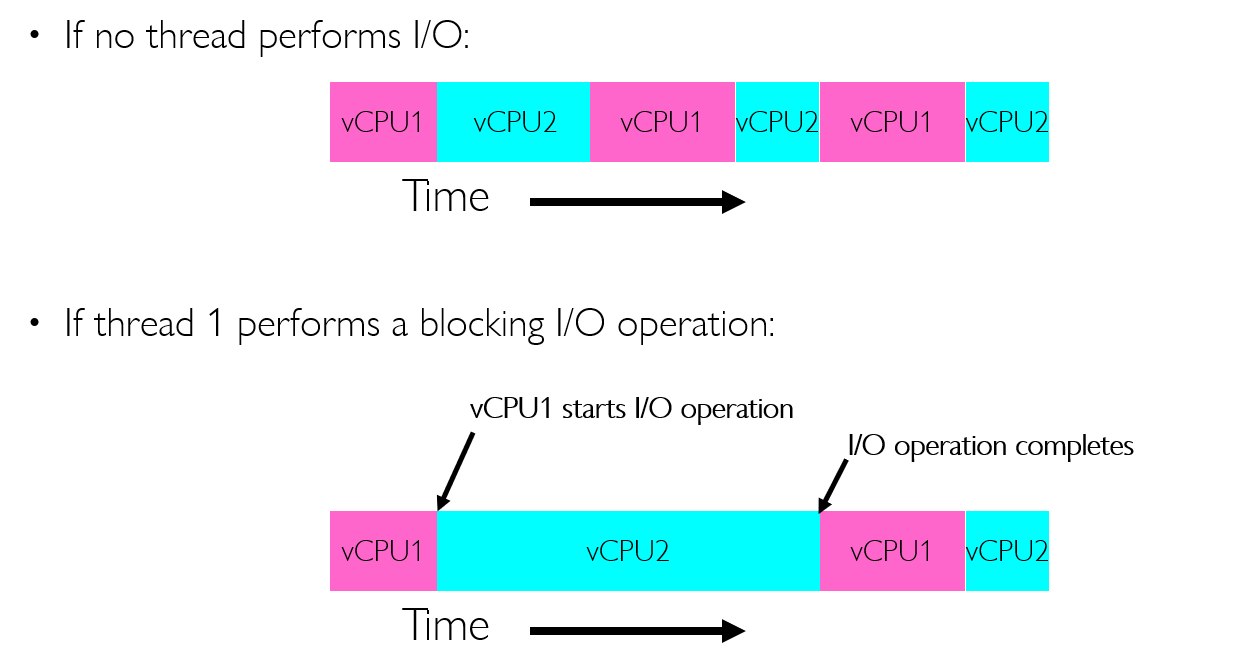 • If no thread performs I/O:
vCPU1 vCPU2 vCPU1 vCPU2 vCPU1 vCPU2
Time
• If thread 1 performs a blocking I/O operation:
vCPU1 starts I/O operation
I/O operation completes
vCPU1 vCPU2 vCPU1 vCPU2
Time